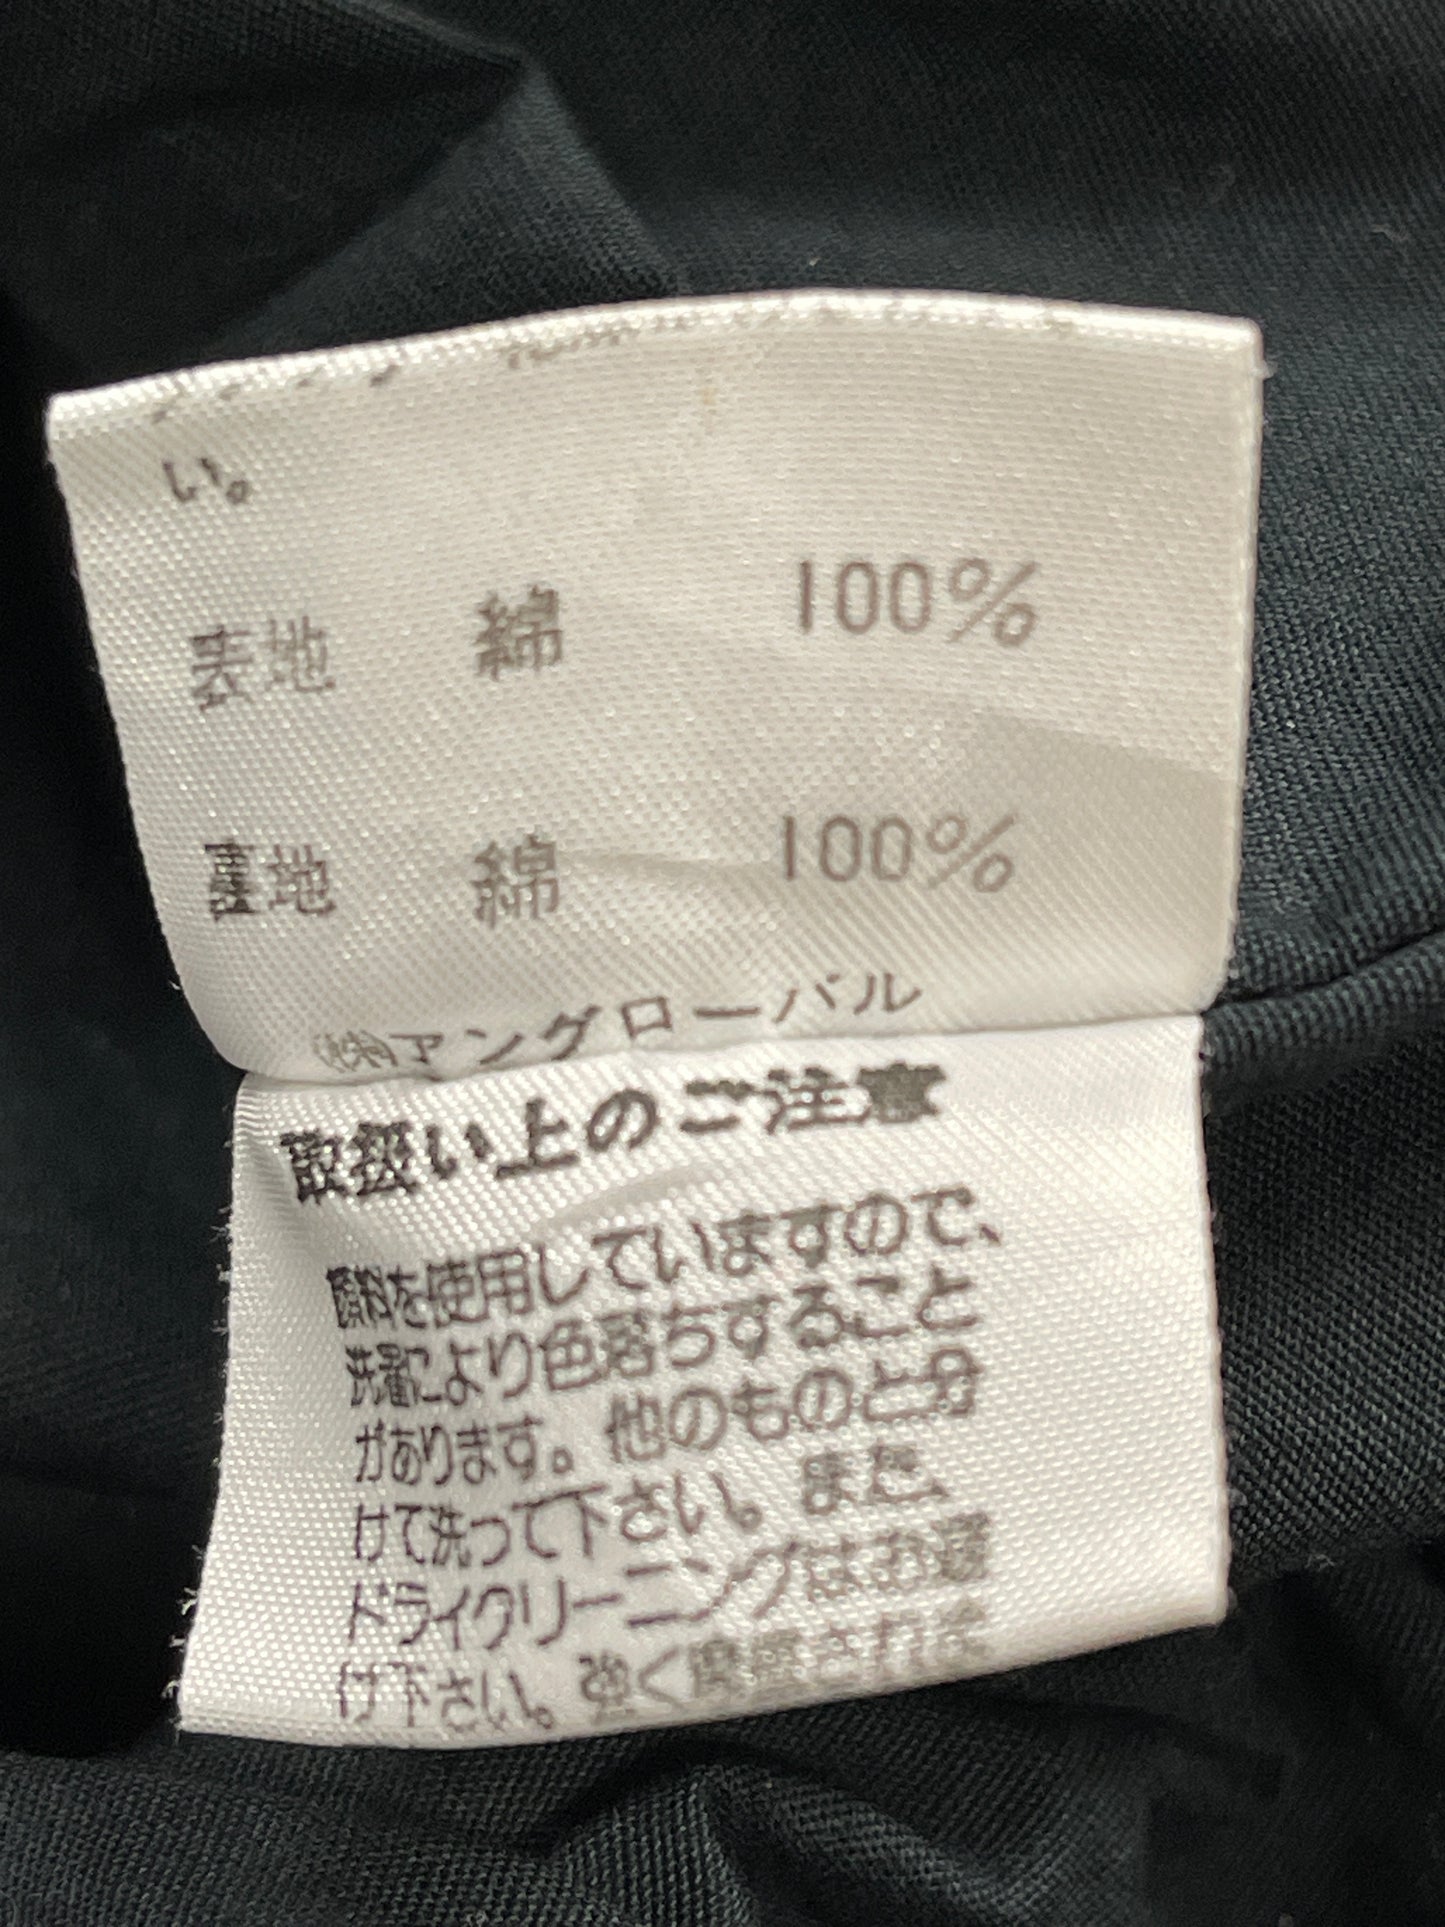 い。
表地 綿 100%
裏地 綿 100%
㈱アングローバル
取扱い上のご注意
顔料を使用していますので、
洗濯により色落ちすること
があります。他のものと分
けて洗って下さい。また、
ドライクリーニングはお避
け下さい。強く